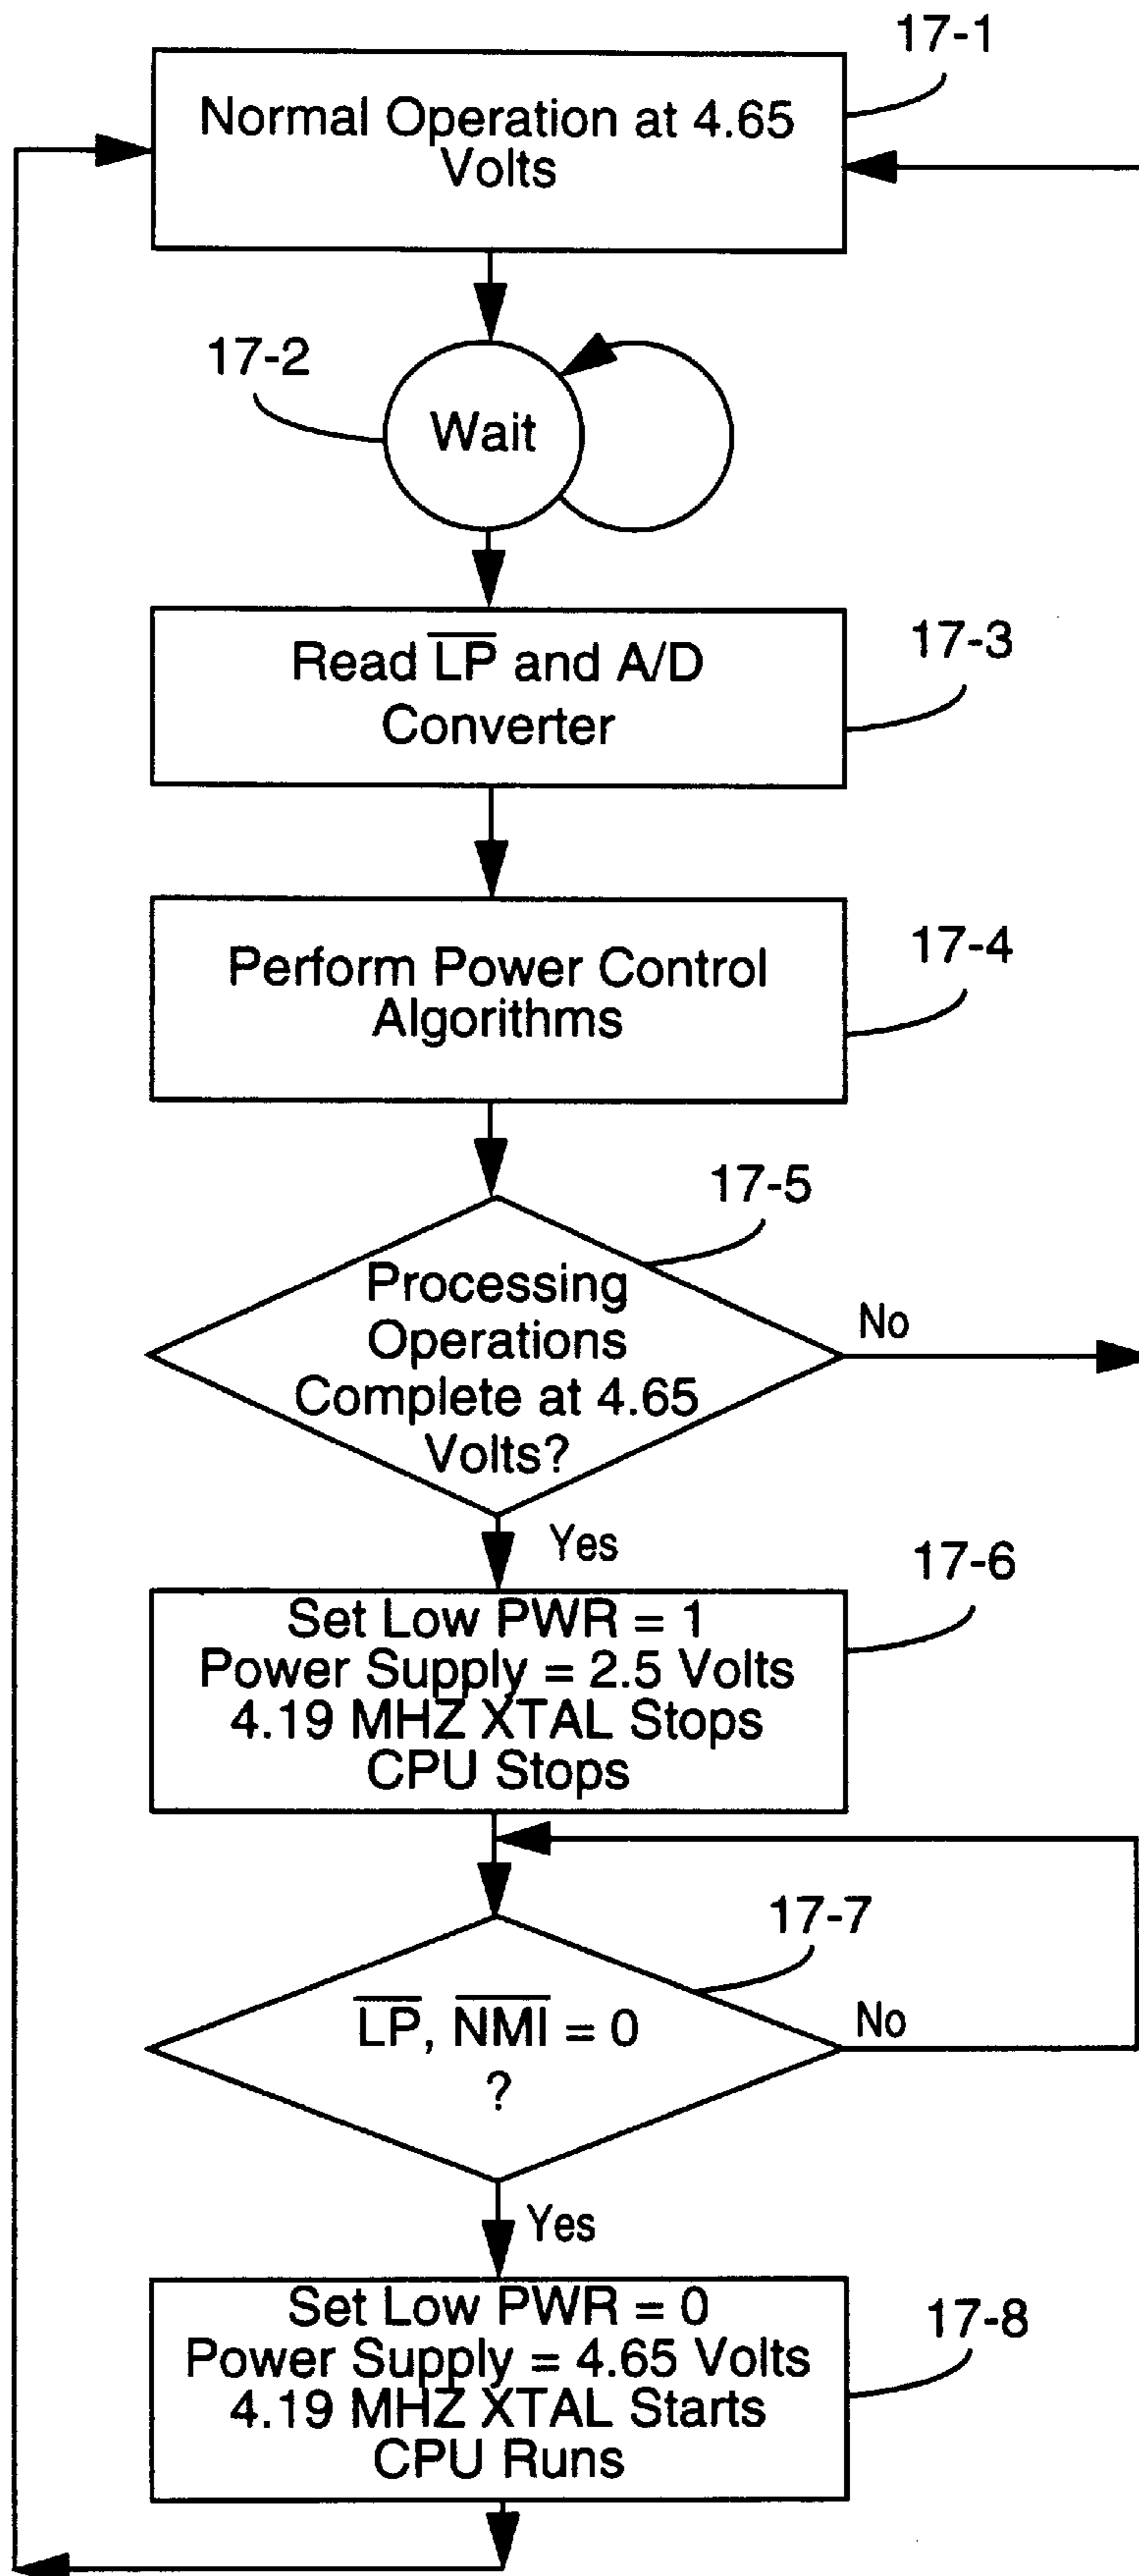 17-1
Normal Operation at 4.65
Volts
17-2
Wait
Read L̅P̅ and A/D
Converter
17-3
Perform Power Control
Algorithms
17-4
17-5
Processing
Operations
Complete at 4.65
Volts?
No
Yes
17-6
Set Low PWR = 1
Power Supply = 2.5 Volts
4.19 MHZ XTAL Stops
CPU Stops
17-7
L̅P̅, N̅M̅I̅ = 0
?
No
Yes
Set Low PWR = 0
Power Supply = 4.65 Volts
4.19 MHZ XTAL Starts
CPU Runs
17-8